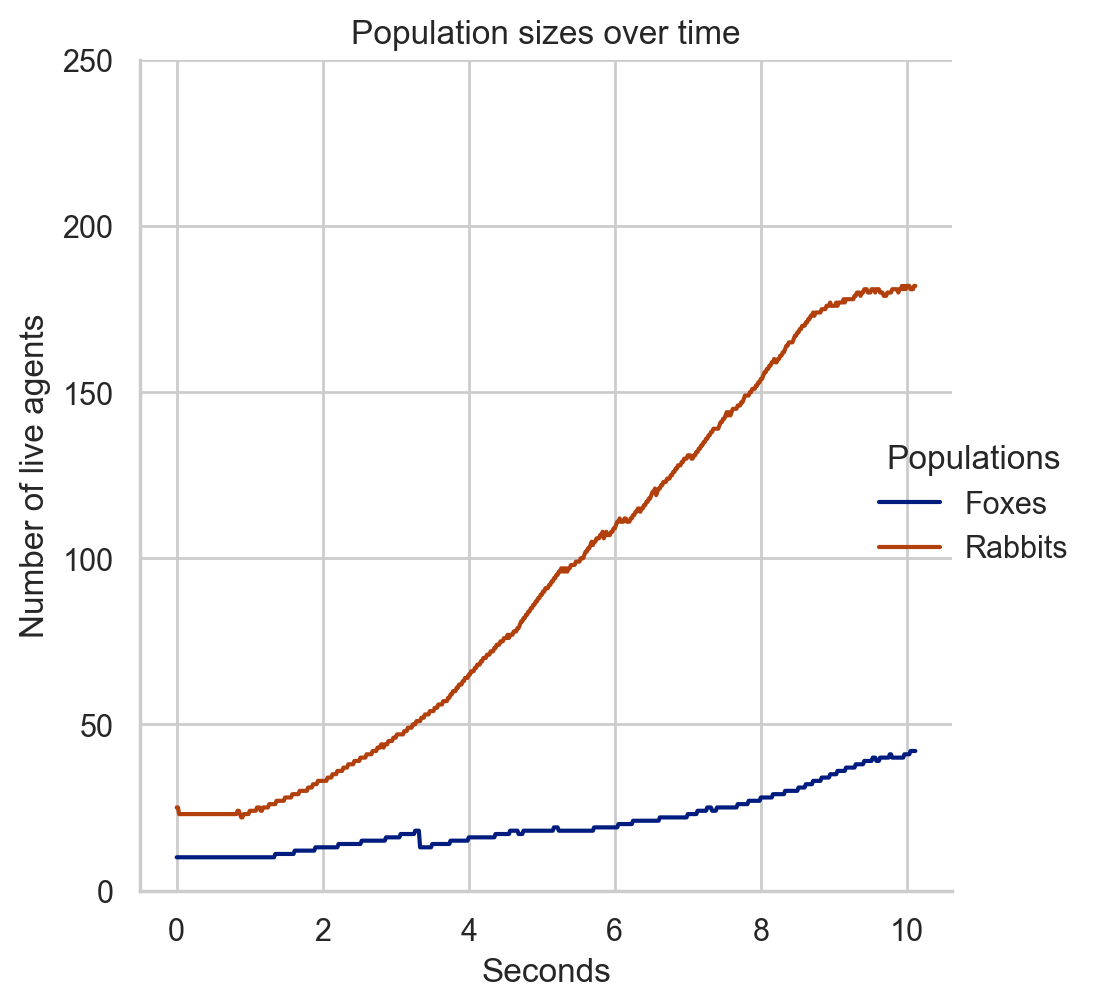 Population sizes over time
250
200
150
100
50
0
Number of live agents
0 2 4 6 8 10
Seconds
Populations
Foxes
Rabbits